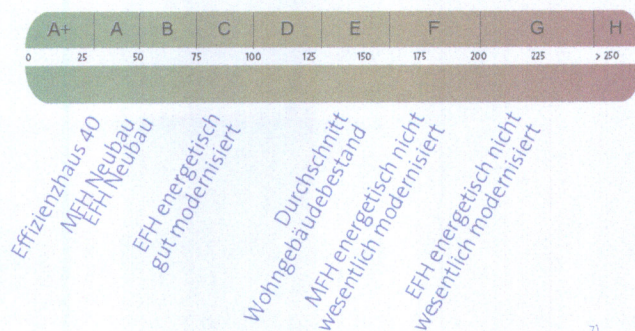 A+ A B C D E F G H
0 25 50 75 100 125 150 175 200 225 > 250
Effizienzhaus 40
MFH Neubau
EFH Neubau
EFH energetisch
gut modernisiert
Durchschnitt
Wohngebäudebestand
MFH energetisch nicht
wesentlich modernisiert
EFH energetisch nicht
wesentlich modernisiert